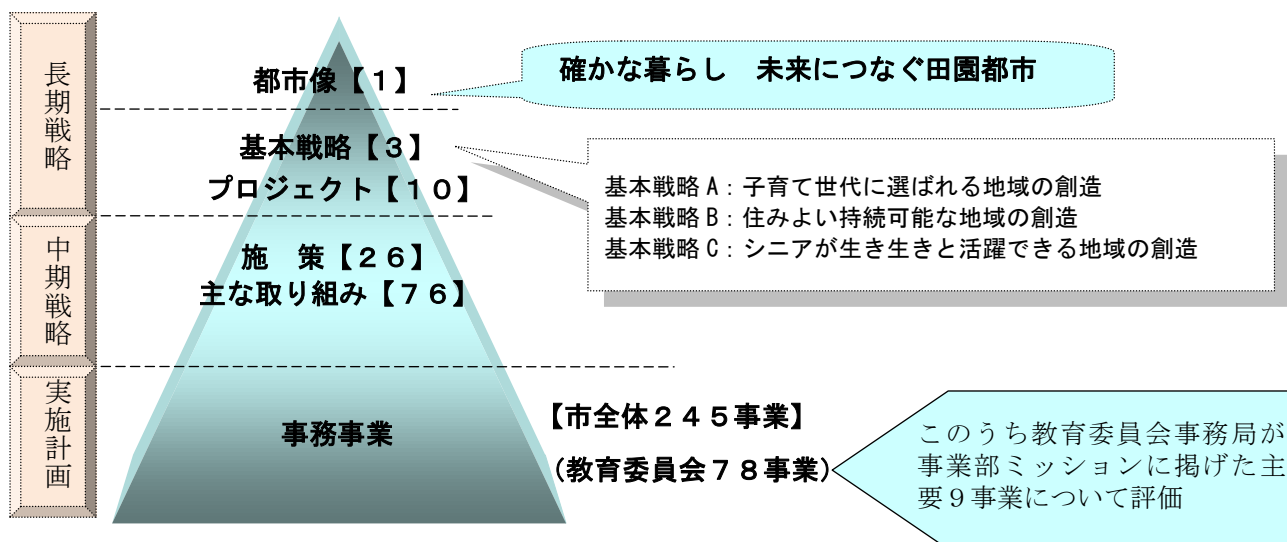 長期戦略
都市像【１】
確かな暮らし　未来につなぐ田園都市
基本戦略【３】
プロジェクト【１０】
基本戦略A：子育て世代に選ばれる地域の創造
基本戦略B：住みよい持続可能な地域の創造
基本戦略C：シニアが生き生きと活躍できる地域の創造
中期戦略
施　策【２６】
主な取り組み【７６】
実施計画
事務事業
【市全体２４５事業】
（教育委員会７８事業）
このうち教育委員会事務局が
事業部ミッションに掲げた主
要９事業について評価